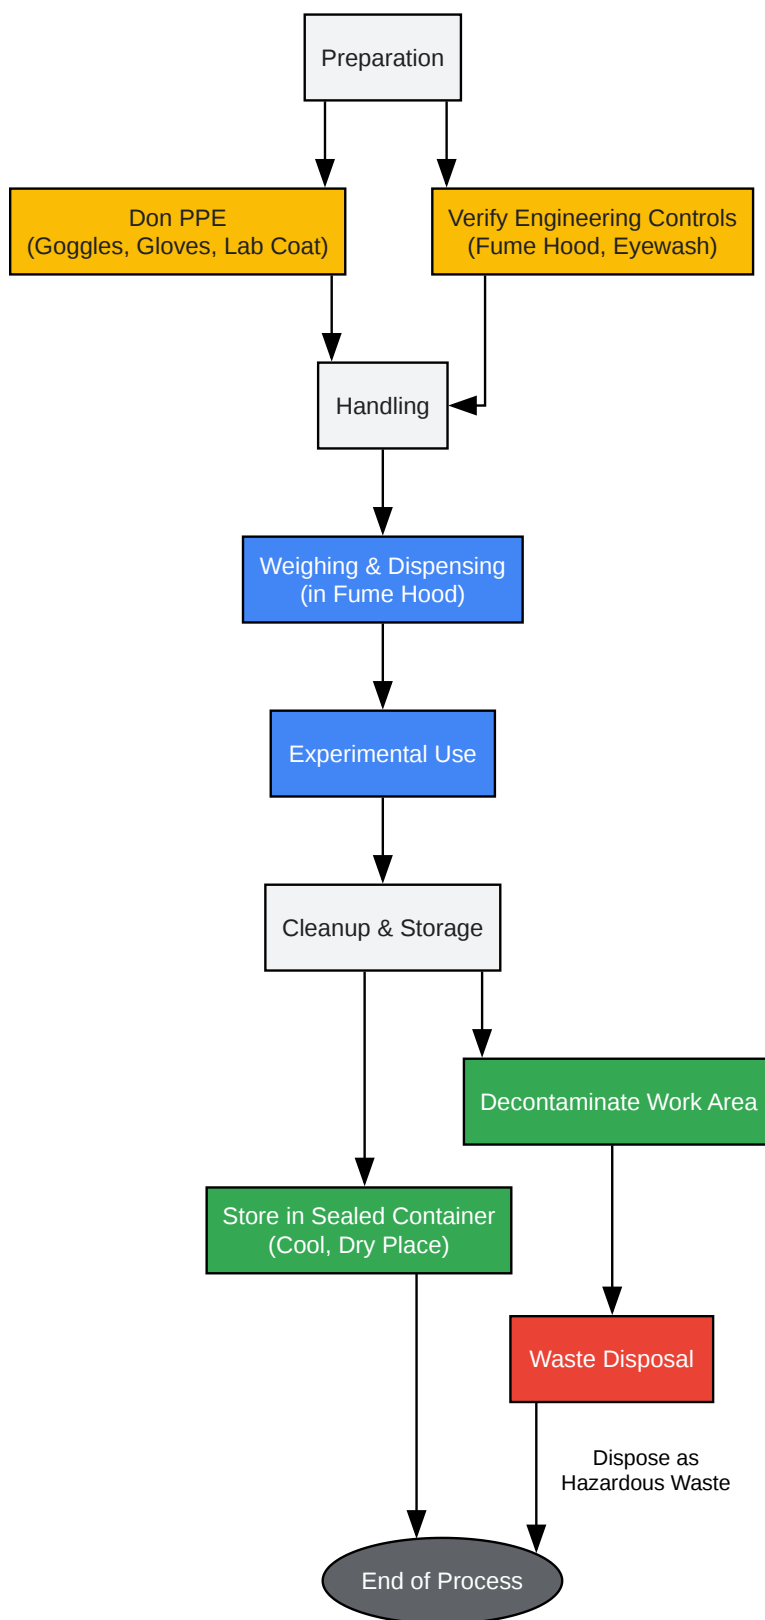 Preparation
Don PPE
(Goggles, Gloves, Lab Coat)
Verify Engineering Controls
(Fume Hood, Eyewash)
Handling
Weighing & Dispensing
(in Fume Hood)
Experimental Use
Cleanup & Storage
Decontaminate Work Area
Store in Sealed Container
(Cool, Dry Place)
Waste Disposal
Dispose as
Hazardous Waste
End of Process